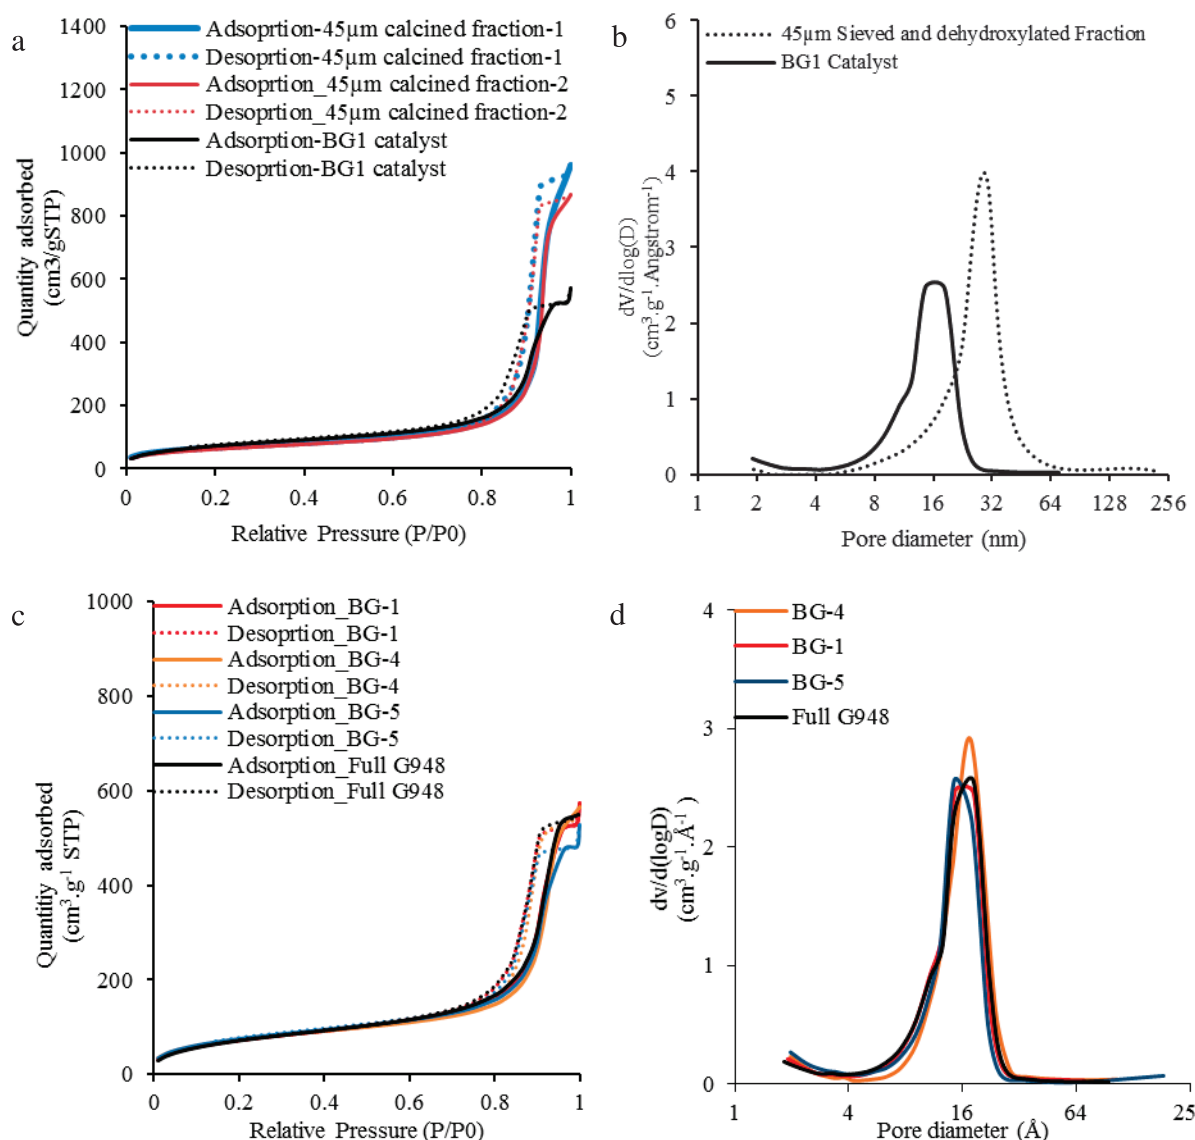 a
1400
1200
1000
800
600
400
200
0
0
0.2
0.4
0.6
0.8
1
Quantity adsorbed
(cm3/gSTP)
Relative Pressure (P/P0)
Adsoprtion-45µm calcined fraction-1
Desoprtion-45µm calcined fraction-1
Adsoprtion_45µm calcined fraction-2
Desoprtion_45µm calcined fraction-2
Adsorption-BG1 catalyst
Desoprtion-BG1 catalyst
b
6
5
4
3
2
1
0
1
2
4
8
16
32
64
128
256
dV/dlog(D)
(cm³.g⁻¹.Angstrom⁻¹)
Pore diameter (nm)
45µm Sieved and dehydroxylated Fraction
BG1 Catalyst
c
1000
800
600
400
200
0
0
0.2
0.4
0.6
0.8
1
Quantitiy adsorbed
(cm³.g⁻¹ STP)
Relative Pressure (P/P0)
Adsorption_BG-1
Desoprtion_BG-1
Adsorption_BG-4
Desorption_BG-4
Adsorption_BG-5
Desorption_BG-5
Adsorption_Full G948
Desorption_Full G948
d
4
3
2
1
0
1
4
16
64
25
dv/d(logD)
(cm³.g⁻¹.Å⁻¹)
Pore diameter (Å)
BG-4
BG-1
BG-5
Full G948